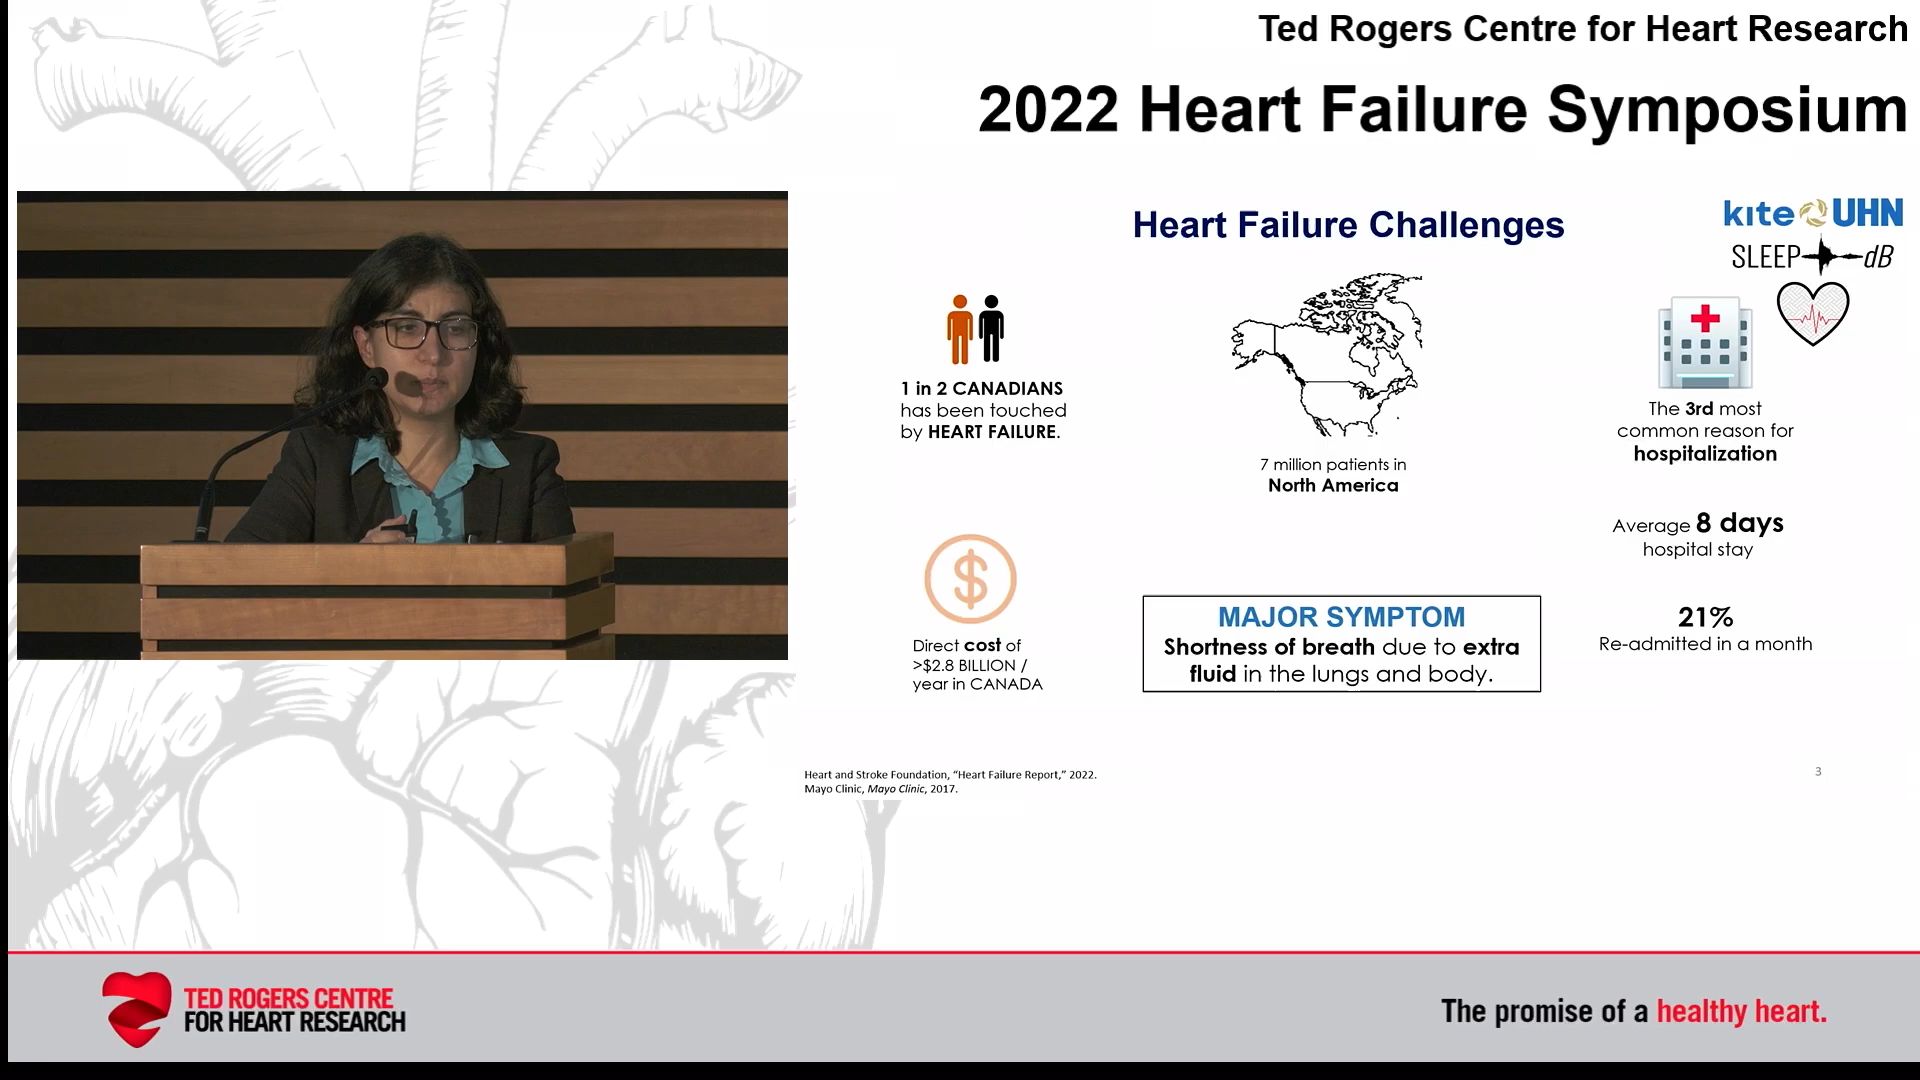 Ted Rogers Centre for Heart Research
2022 Heart Failure Symposium
Heart Failure Challenges
kite UHN
SLEEP dB
1 in 2 CANADIANS
has been touched
by HEART FAILURE.
7 million patients in
North America
The 3rd most
common reason for
hospitalization
Average 8 days
hospital stay
21%
Re-admitted in a month
$
Direct cost of
>$2.8 BILLION /
year in CANADA
MAJOR SYMPTOM
Shortness of breath due to extra
fluid in the lungs and body.
Heart and Stroke Foundation, “Heart Failure Report,” 2022.
Mayo Clinic, Mayo Clinic, 2017.
3
TED ROGERS CENTRE
FOR HEART RESEARCH
The promise of a healthy heart.